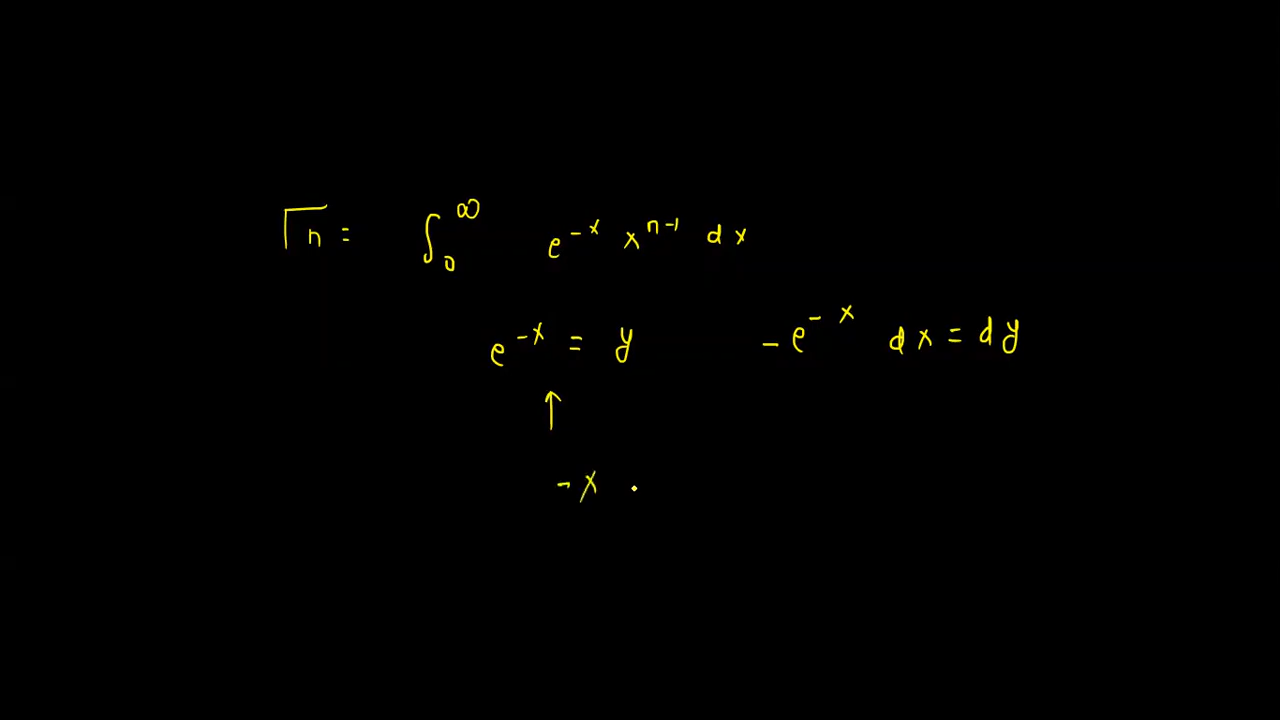 Γn = ∫₀^∞ e^{-x} x^{n-1} dx
e^{-x} = y    -e^{-x} dx = dy
↑
-x